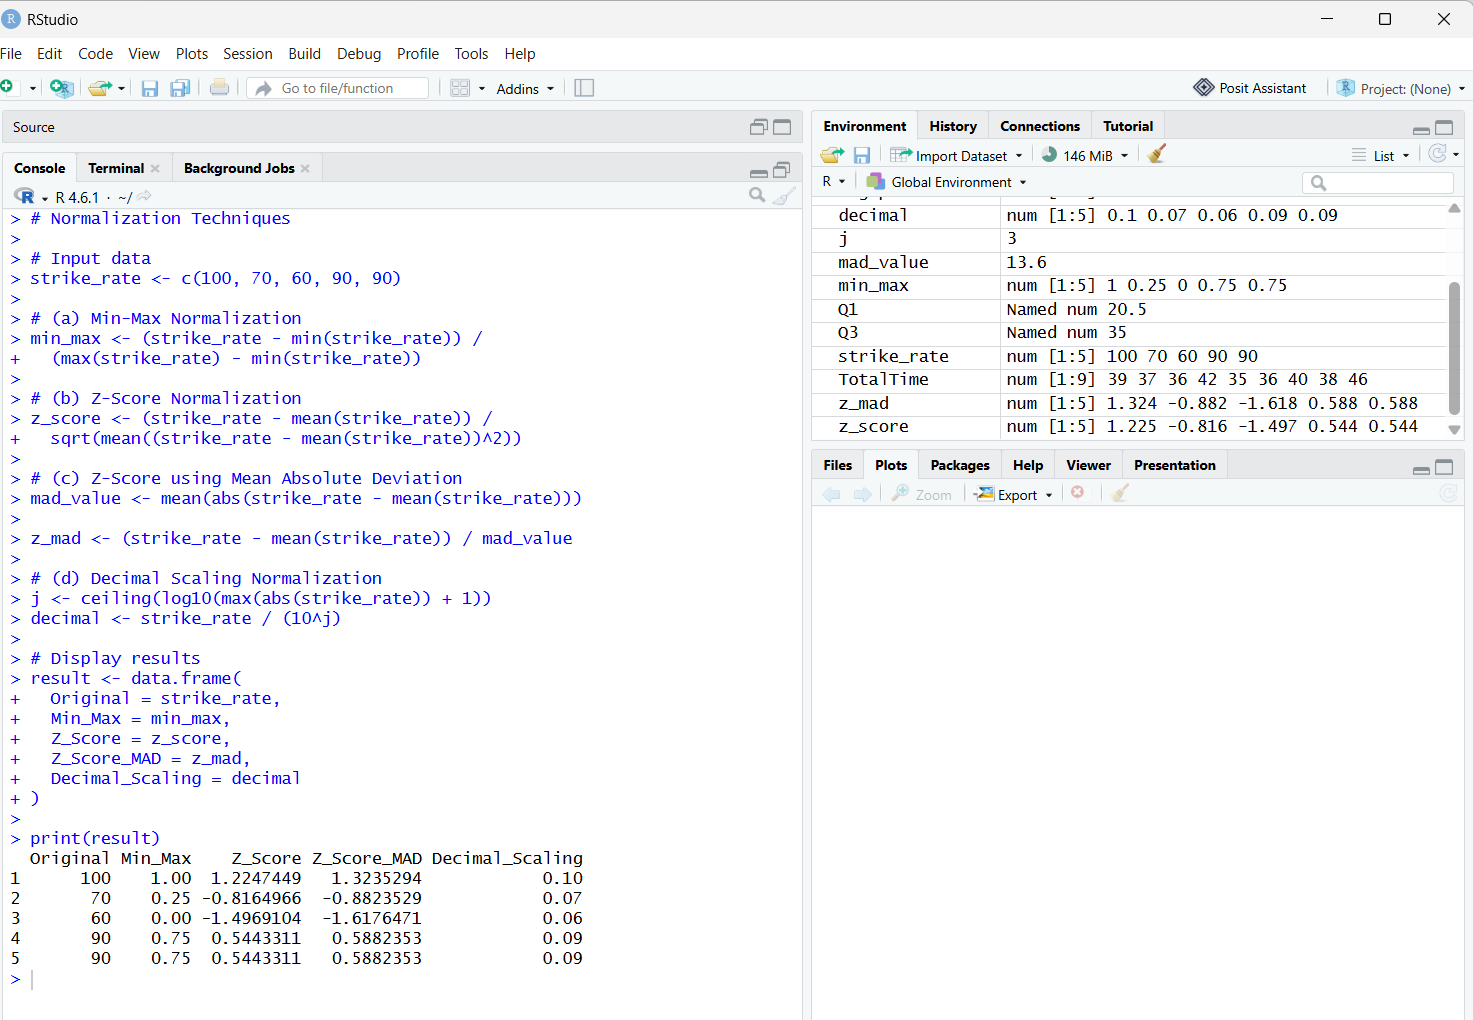 RStudio
File Edit Code View Plots Session Build Debug Profile Tools Help
Go to file/function Addins Posit Assistant Project: (None)
Source
Console Terminal Background Jobs
R 4.6.1 · ~/
> # Normalization Techniques
>
> # Input data
> strike_rate <- c(100, 70, 60, 90, 90)
>
> # (a) Min-Max Normalization
> min_max <- (strike_rate - min(strike_rate)) /
+   (max(strike_rate) - min(strike_rate))
>
> # (b) Z-Score Normalization
> z_score <- (strike_rate - mean(strike_rate)) /
+   sqrt(mean((strike_rate - mean(strike_rate))^2))
>
> # (c) Z-Score using Mean Absolute Deviation
> mad_value <- mean(abs(strike_rate - mean(strike_rate)))
>
> z_mad <- (strike_rate - mean(strike_rate)) / mad_value
>
> # (d) Decimal Scaling Normalization
> j <- ceiling(log10(max(abs(strike_rate)) + 1))
> decimal <- strike_rate / (10^j)
>
> # Display results
> result <- data.frame(
+   Original = strike_rate,
+   Min_Max = min_max,
+   Z_Score = z_score,
+   Z_Score_MAD = z_mad,
+   Decimal_Scaling = decimal
+ )
>
> print(result)
  Original Min_Max    Z_Score Z_Score_MAD Decimal_Scaling
1      100    1.00  1.2247449   1.3235294            0.10
2       70    0.25 -0.8164966  -0.8823529            0.07
3       60    0.00 -1.4969104  -1.6176471            0.06
4       90    0.75  0.5443311   0.5882353            0.09
5       90    0.75  0.5443311   0.5882353            0.09
>
Environment History Connections Tutorial
Import Dataset 146 MiB List
R Global Environment
decimal num [1:5] 0.1 0.07 0.06 0.09 0.09
j 3
mad_value 13.6
min_max num [1:5] 1 0.25 0 0.75 0.75
Q1 Named num 20.5
Q3 Named num 35
strike_rate num [1:5] 100 70 60 90 90
TotalTime num [1:9] 39 37 36 42 35 36 40 38 46
z_mad num [1:5] 1.324 -0.882 -1.618 0.588 0.588
z_score num [1:5] 1.225 -0.816 -1.497 0.544 0.544
Files Plots Packages Help Viewer Presentation
Zoom Export